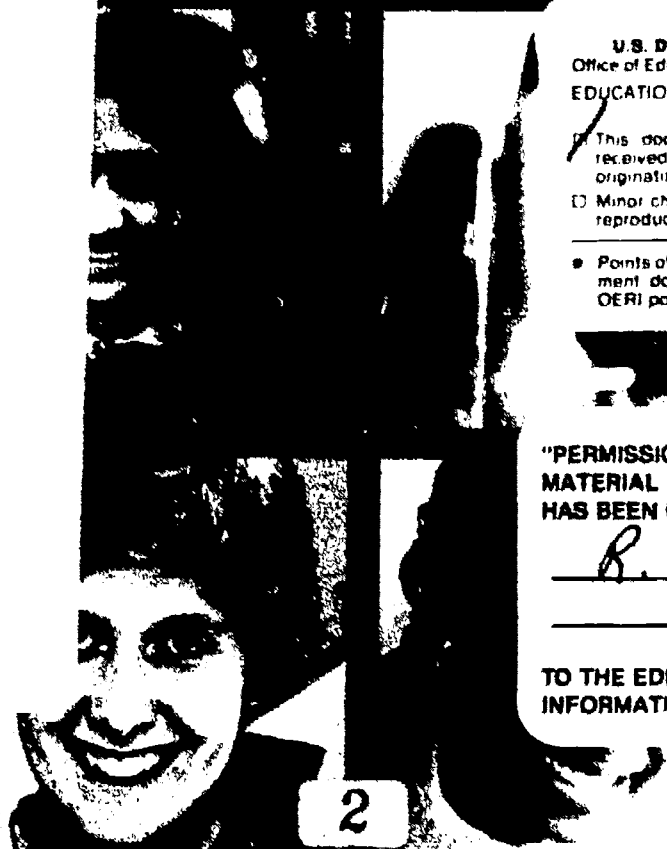 U.S. D
Office of Ed
EDUCATIO
This doc
received
originati
Minor ch
reproduc
Points of
ment do
OERI po
"PERMISSIO
MATERIAL
HAS BEEN
R.
TO THE ED
INFORMATI
2